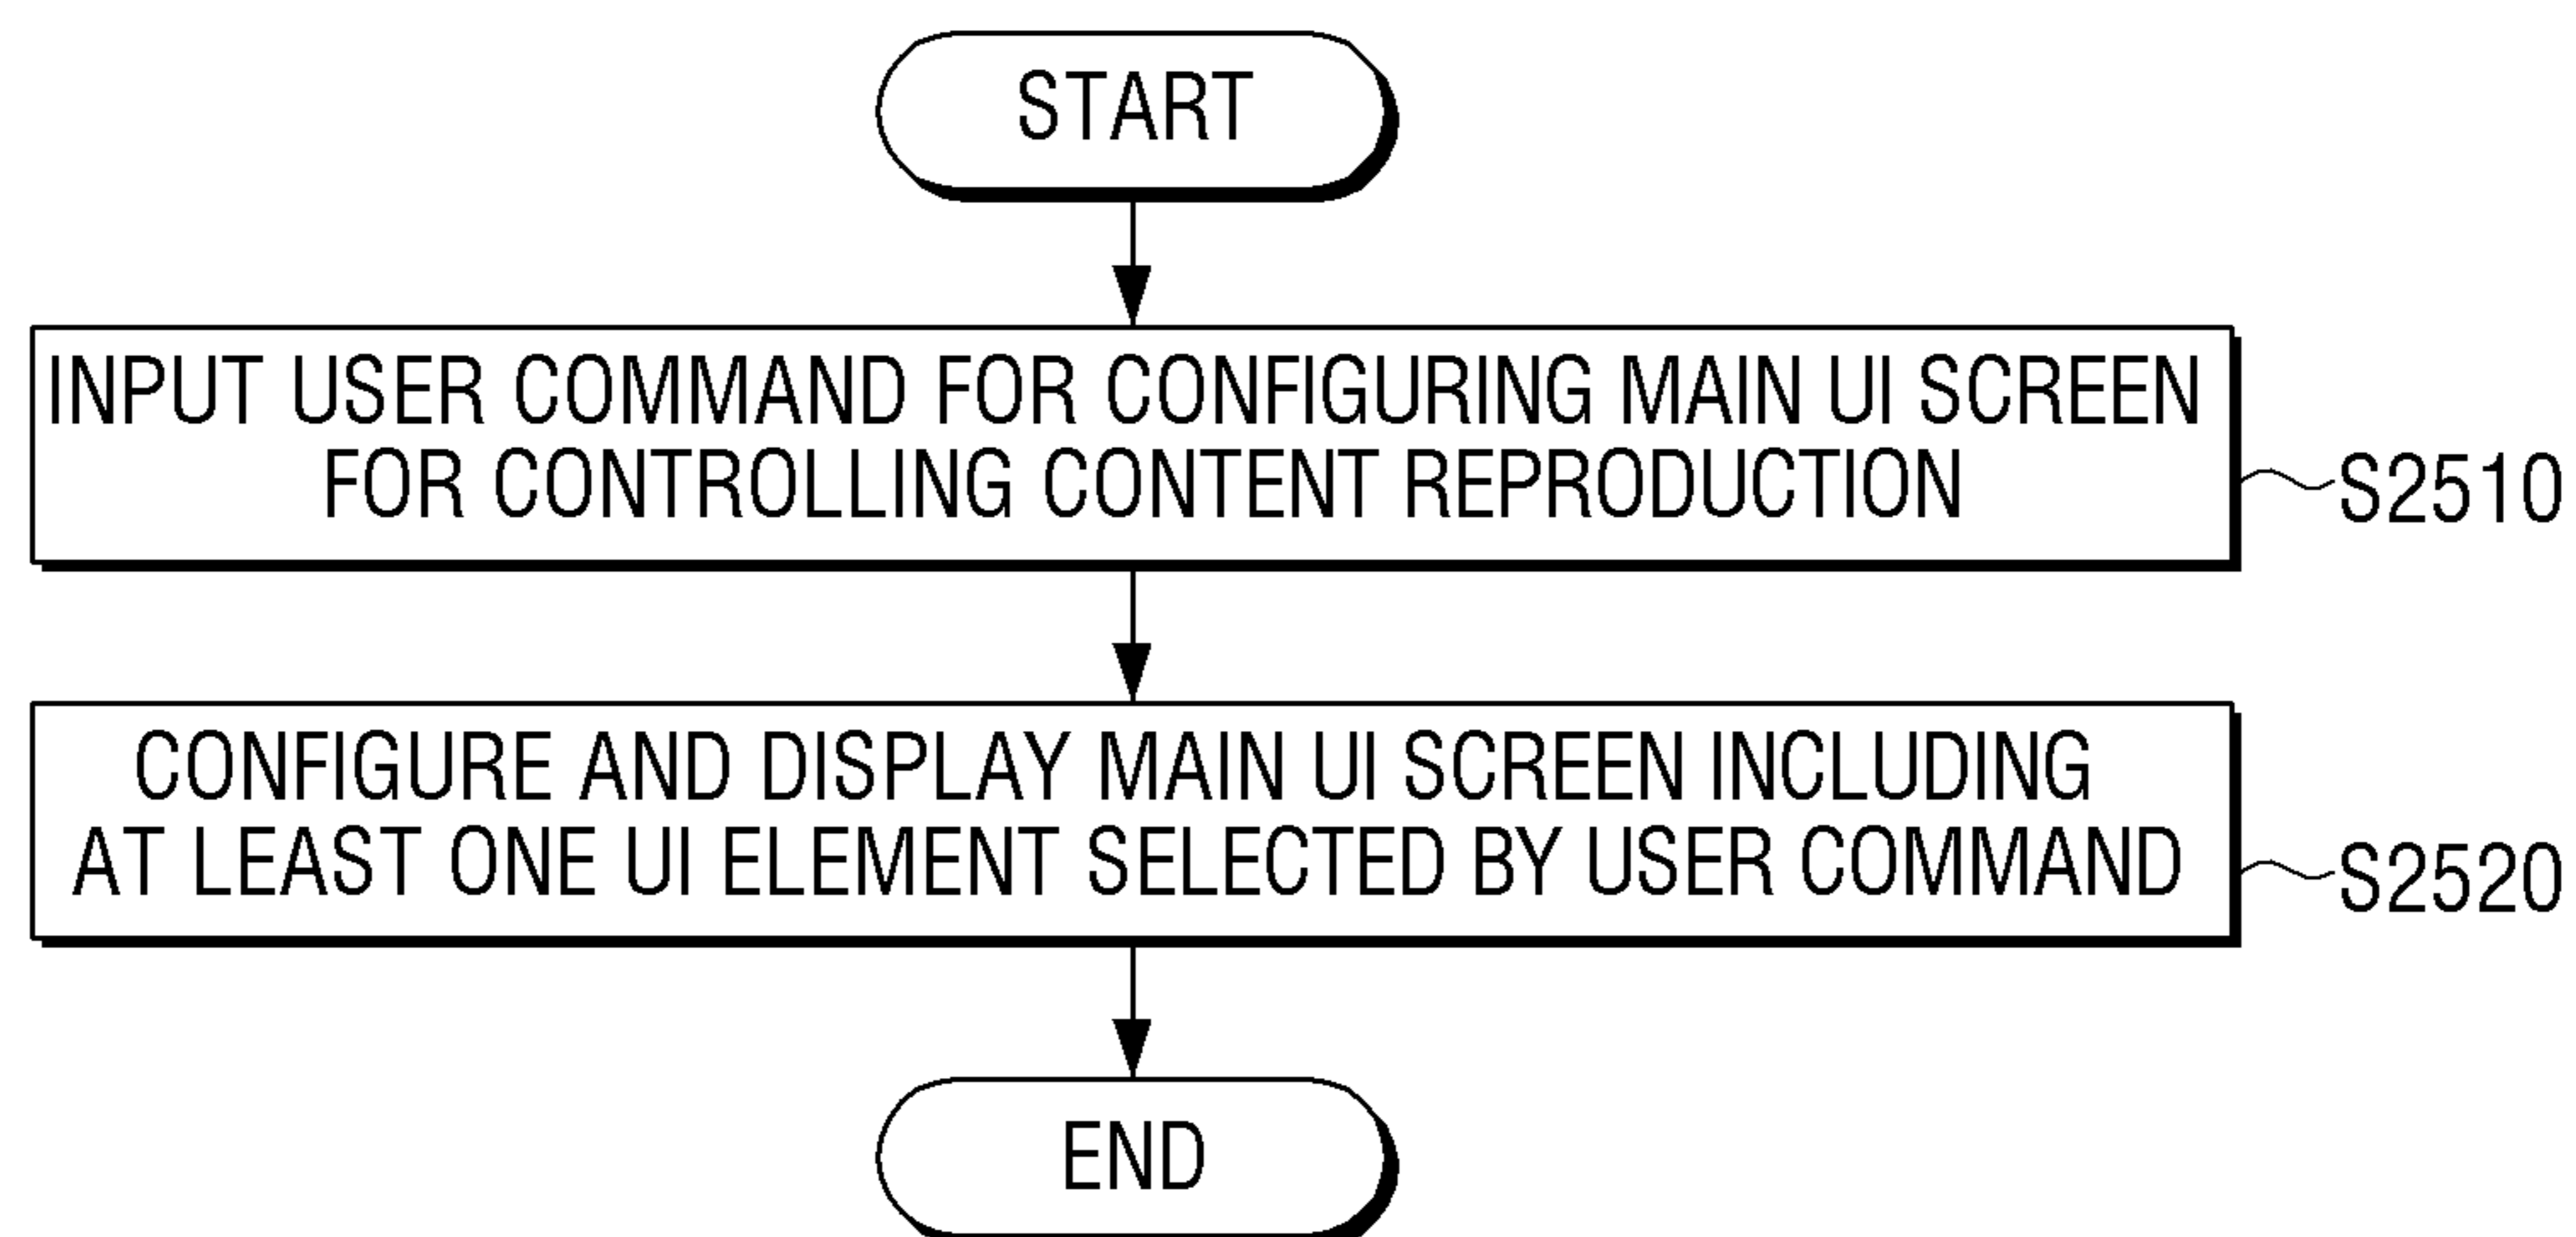 START
INPUT USER COMMAND FOR CONFIGURING MAIN UI SCREEN
FOR CONTROLLING CONTENT REPRODUCTION
S2510
CONFIGURE AND DISPLAY MAIN UI SCREEN INCLUDING
AT LEAST ONE UI ELEMENT SELECTED BY USER COMMAND
S2520
END